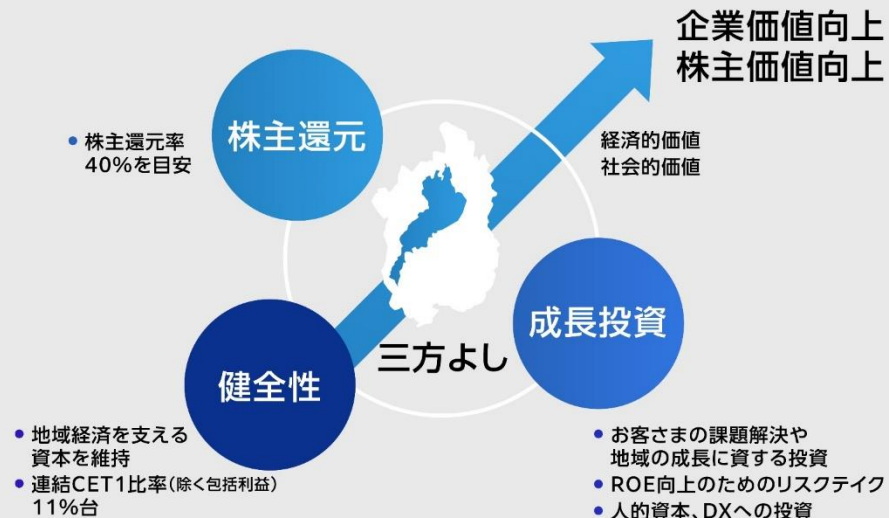 企業価値向上
株主価値向上
株主還元
• 株主還元率
40%を目安
経済的価値
社会的価値
成長投資
三方よし
健全性
• 地域経済を支える
資本を維持
• 連結CET1比率(除く包括利益)
11%台
• お客さまの課題解決や
地域の成長に資する投資
• ROE向上のためのリスクテイク
• 人的資本、DXへの投資